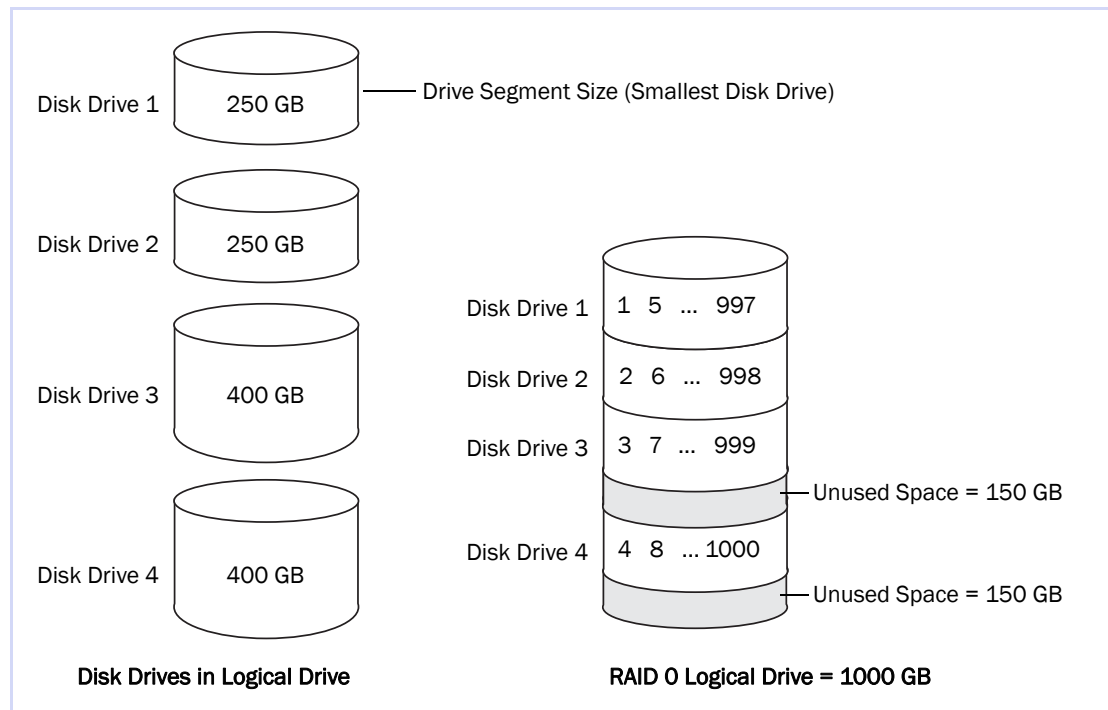 Disk Drive 1
250 GB
Drive Segment Size (Smallest Disk Drive)
Disk Drive 2
250 GB
Disk Drive 3
400 GB
Disk Drive 4
400 GB
Disk Drives in Logical Drive
Disk Drive 1
1 5 ... 997
Disk Drive 2
2 6 ... 998
Disk Drive 3
3 7 ... 999
Unused Space = 150 GB
Disk Drive 4
4 8 ... 1000
Unused Space = 150 GB
RAID 0 Logical Drive = 1000 GB